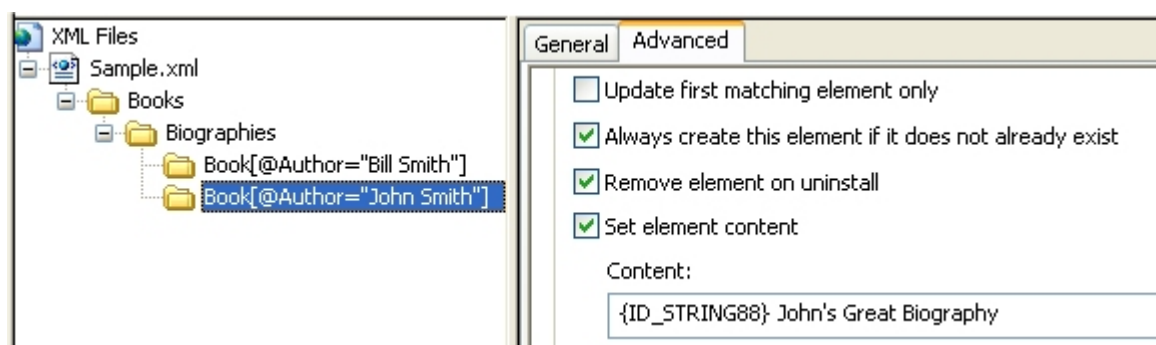 XML Files
Sample.xml
Books
Biographies
Book[@Author="Bill Smith"]
Book[@Author="John Smith"]
General
Advanced
Update first matching element only
Always create this element if it does not already exist
Remove element on uninstall
Set element content
Content:
{ID_STRING88} John's Great Biography